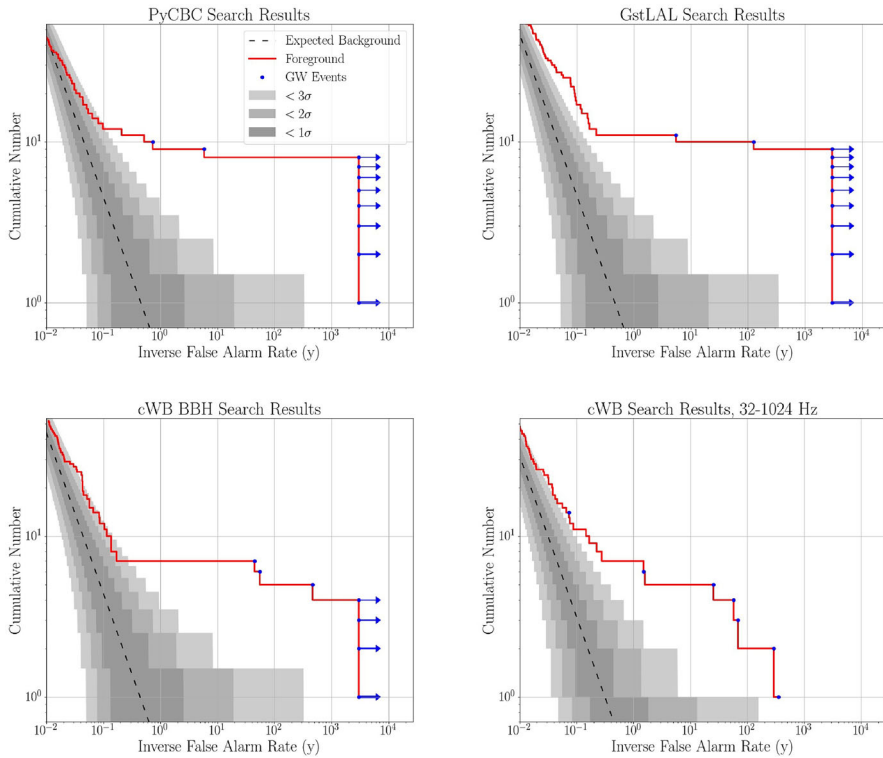 PyCBC Search Results
Expected Background
Foreground
GW Events
< 3σ
< 2σ
< 1σ
10¹
10⁰
Cumulative Number
10⁻² 10⁻¹ 10⁰ 10¹ 10² 10³ 10⁴
Inverse False Alarm Rate (y)
GstLAL Search Results
10¹
10⁰
Cumulative Number
10⁻² 10⁻¹ 10⁰ 10¹ 10² 10³ 10⁴
Inverse False Alarm Rate (y)
cWB BBH Search Results
10¹
10⁰
Cumulative Number
10⁻² 10⁻¹ 10⁰ 10¹ 10² 10³ 10⁴
Inverse False Alarm Rate (y)
cWB Search Results, 32-1024 Hz
10¹
10⁰
Cumulative Number
10⁻² 10⁻¹ 10⁰ 10¹ 10² 10³ 10⁴
Inverse False Alarm Rate (y)